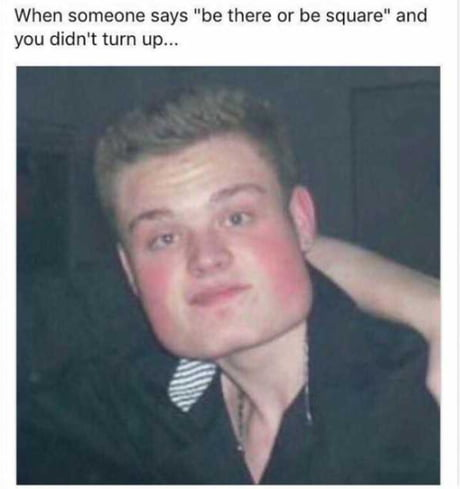 When someone says "be there or be square" and
you didn't turn up...